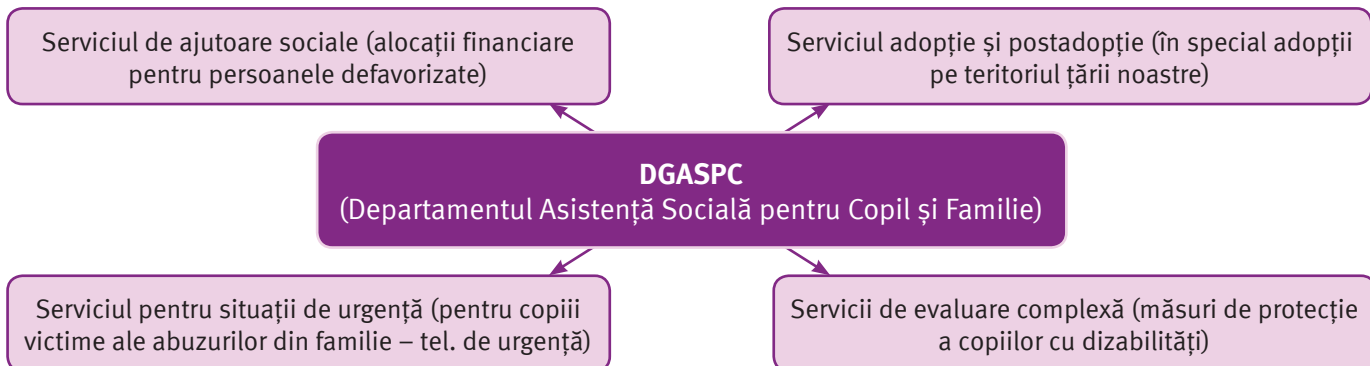 Serviciul de ajutoare sociale (alocații financiare
pentru persoanele defavorizate)
Serviciul adopție și postadopție (în special adopții
pe teritoriul țării noastre)
DGASPC
(Departamentul Asistență Socială pentru Copil și Familie)
Serviciul pentru situații de urgență (pentru copiii
victime ale abuzurilor din familie – tel. de urgență)
Servicii de evaluare complexă (măsuri de protecție
a copiilor cu dizabilități)